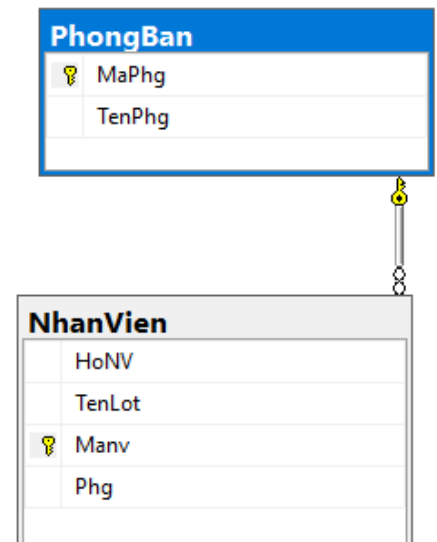 PhongBan
MaPhg
TenPhg
NhanVien
HoNV
TenLot
Manv
Phg